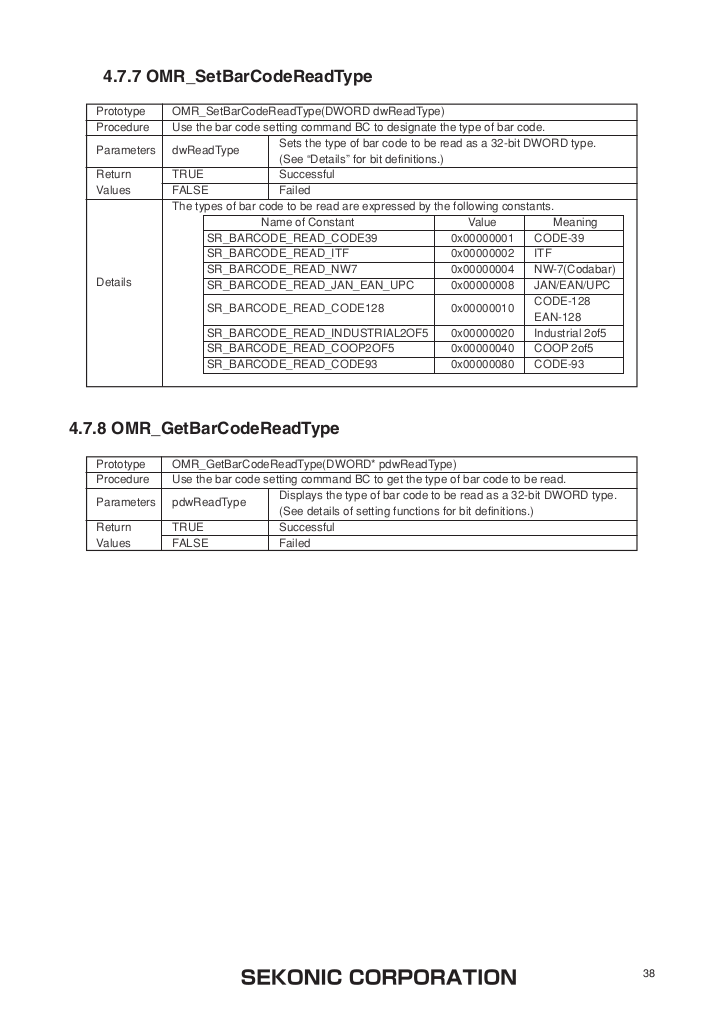 4.7.7 OMR_SetBarCodeReadType
Prototype OMR_SetBarCodeReadType(DWORD dwReadType)
Procedure Use the bar code setting command BC to designate the type of bar code.
Parameters dwReadType Sets the type of bar code to be read as a 32-bit DWORD type.
(See “Details” for bit definitions.)
Return TRUE Successful
Values FALSE Failed
The types of bar code to be read are expressed by the following constants.
Name of Constant Value Meaning
SR_BARCODE_READ_CODE39 0x00000001 CODE-39
SR_BARCODE_READ_ITF 0x00000002 ITF
SR_BARCODE_READ_NW7 0x00000004 NW-7(Codabar)
Details SR_BARCODE_READ_JAN_EAN_UPC 0x00000008 JAN/EAN/UPC
SR_BARCODE_READ_CODE128 0x00000010 CODE-128
EAN-128
SR_BARCODE_READ_INDUSTRIAL2OF5 0x00000020 Industrial 2of5
SR_BARCODE_READ_COOP2OF5 0x00000040 COOP 2of5
SR_BARCODE_READ_CODE93 0x00000080 CODE-93
4.7.8 OMR_GetBarCodeReadType
Prototype OMR_GetBarCodeReadType(DWORD* pdwReadType)
Procedure Use the bar code setting command BC to get the type of bar code to be read.
Parameters pdwReadType Displays the type of bar code to be read as a 32-bit DWORD type.
(See details of setting functions for bit definitions.)
Return TRUE Successful
Values FALSE Failed
SEKONIC CORPORATION 38